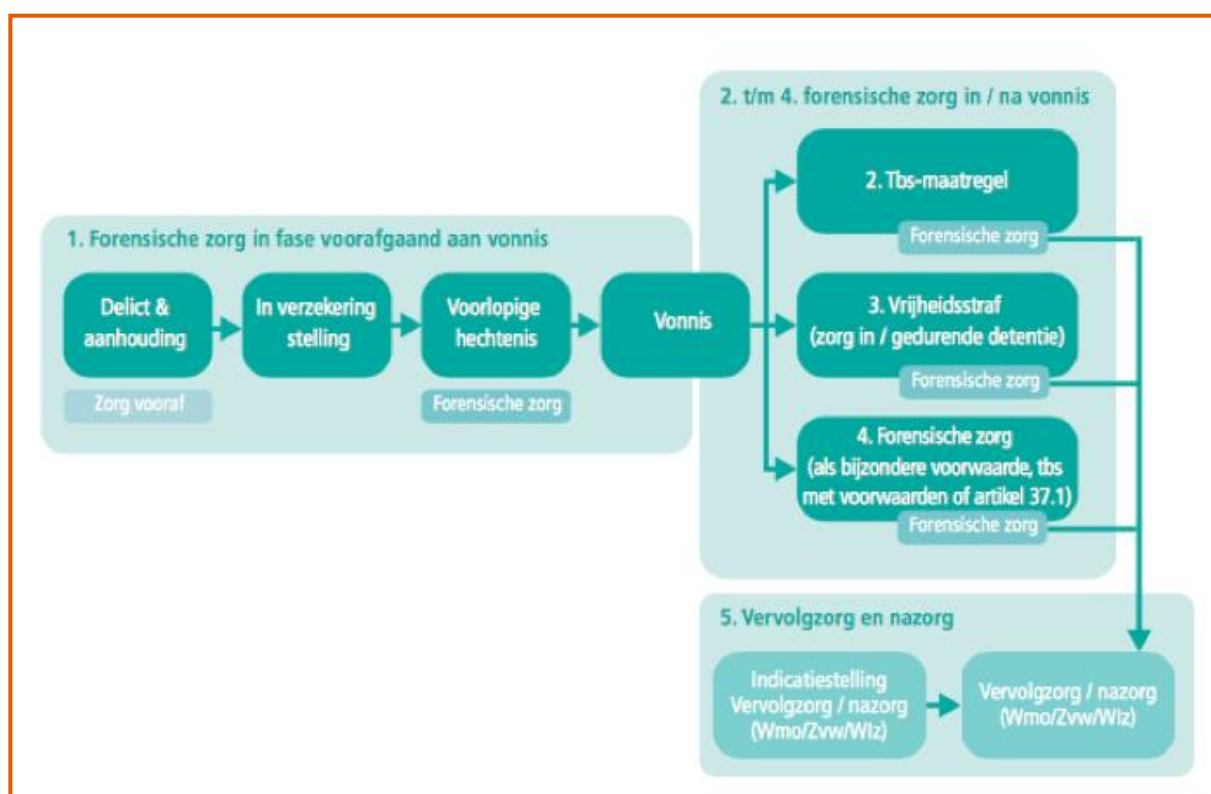 1. Forensische zorg in fase voorafgaand aan vonnis
Delict &
aanhouding
Zorg vooraf
In verzekering
stelling
Voorlopige
hechtenis
Forensische zorg
Vonnis
2. t/m 4. forensische zorg in / na vonnis
2. Tbs-maatregel
Forensische zorg
3. Vrijheidsstraf
(zorg in / gedurende detentie)
Forensische zorg
4. Forensische zorg
(als bijzondere voorwaarde, tbs
met voorwaarden of artikel 37.1)
Forensische zorg
5. Vervolgzorg en nazorg
Indicatiestelling
Vervolgzorg / nazorg
(Wmo/Zvw/Wlz)
Vervolgzorg / nazorg
(Wmo/Zvw/Wlz)